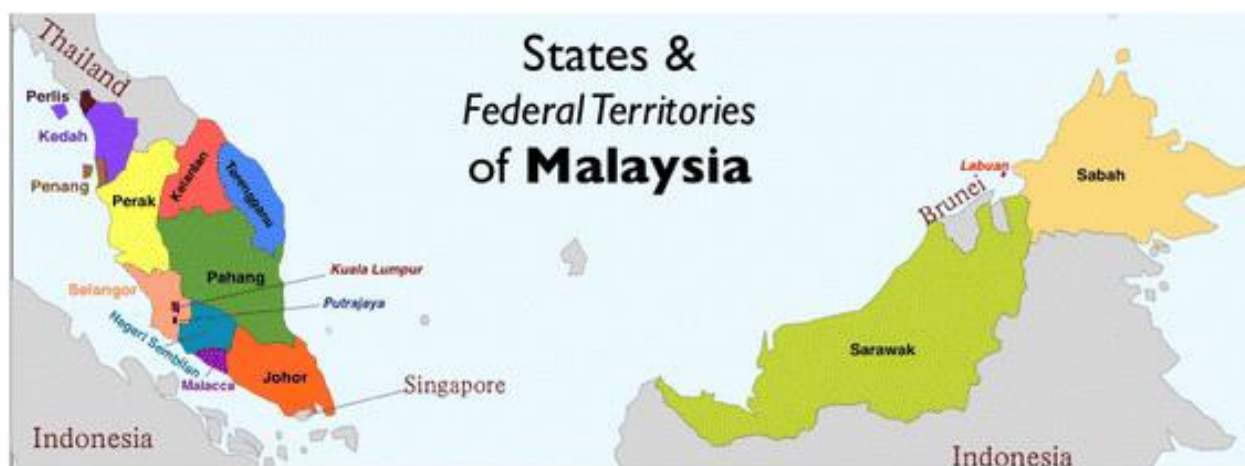 States &
Federal Territories
of Malaysia
Thailand
Perlis
Kedah
Penang
Perak
Kelantan
Terengganu
Pahang
Kuala Lumpur
Selangor
Putrajaya
Negeri Sembilan
Malacca
Johor
Singapore
Indonesia
Labuan
Sabah
Brunei
Sarawak
Indonesia